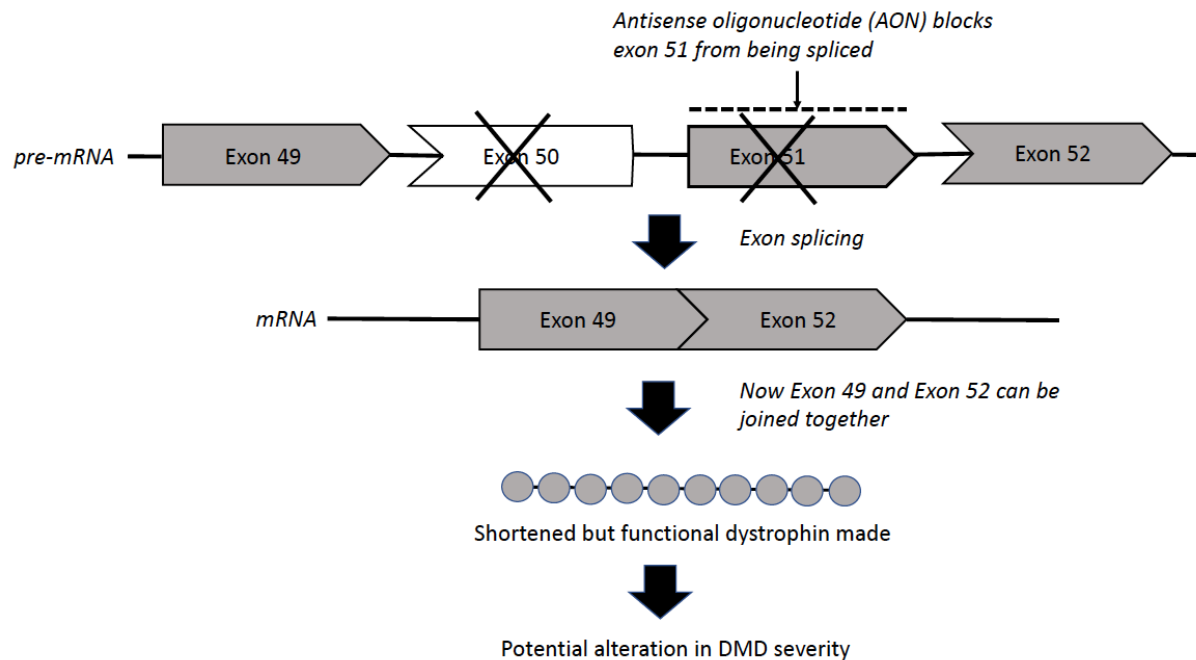 Antisense oligonucleotide (AON) blocks
exon 51 from being spliced
pre-mRNA
Exon 49
Exon 50
Exon 51
Exon 52
Exon splicing
mRNA
Exon 49
Exon 52
Now Exon 49 and Exon 52 can be
joined together
Shortened but functional dystrophin made
Potential alteration in DMD severity